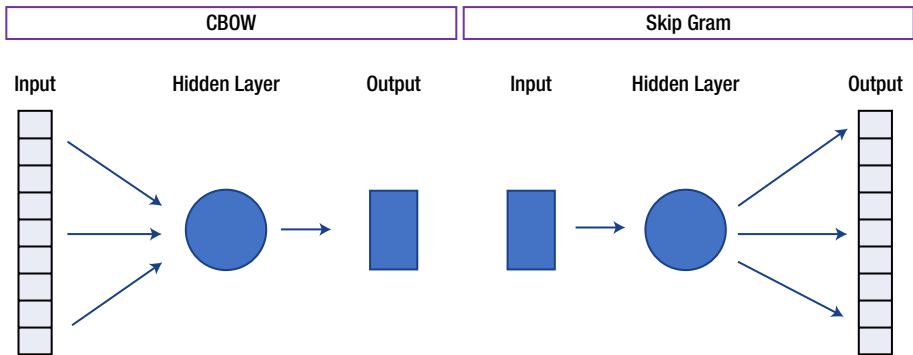 CBOW
Skip Gram
Input
Hidden Layer
Output
Input
Hidden Layer
Output